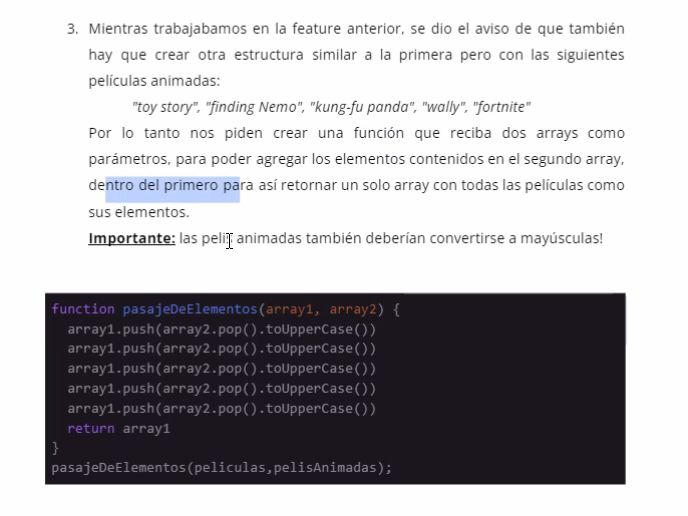 3. Mientras trabajabamos en la feature anterior, se dio el aviso de que también
hay que crear otra estructura similar a la primera pero con las siguientes
películas animadas:
"toy story", "finding Nemo", "kung-fu panda", "wally", "fortnite"
Por lo tanto nos piden crear una función que reciba dos arrays como
parámetros, para poder agregar los elementos contenidos en el segundo array,
dentro del primero para así retornar un solo array con todas las películas como
sus elementos.
Importante: las pelis animadas también deberían convertirse a mayúsculas!
function pasajeDeElementos(array1, array2) {
array1.push(array2.pop().toUpperCase())
array1.push(array2.pop().toUpperCase())
array1.push(array2.pop().toUpperCase())
array1.push(array2.pop().toUpperCase())
array1.push(array2.pop().toUpperCase())
return array1
}
pasajeDeElementos(peliculas,pelisAnimadas);